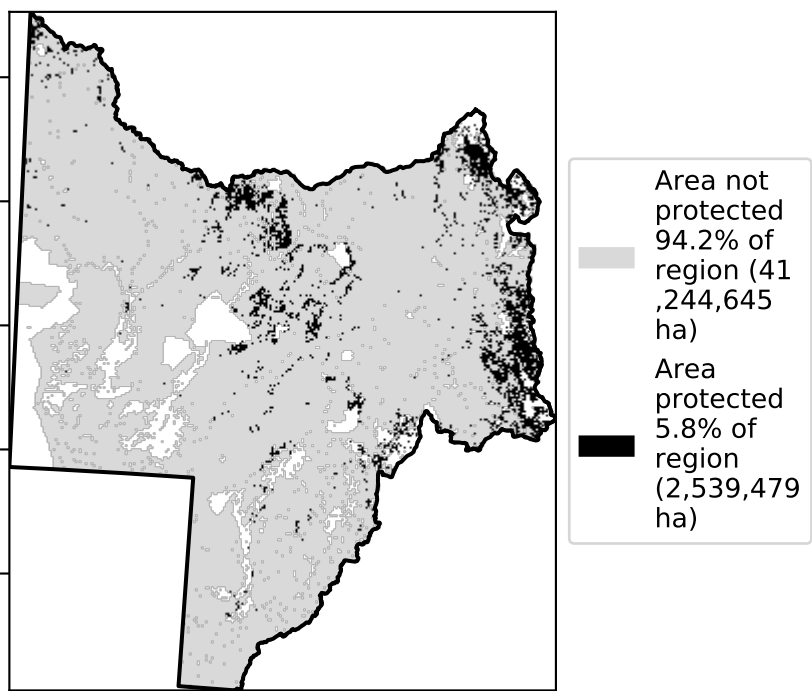 Area not
protected
94.2% of
region (41
,244,645
ha)
Area
protected
5.8% of
region
(2,539,479
ha)